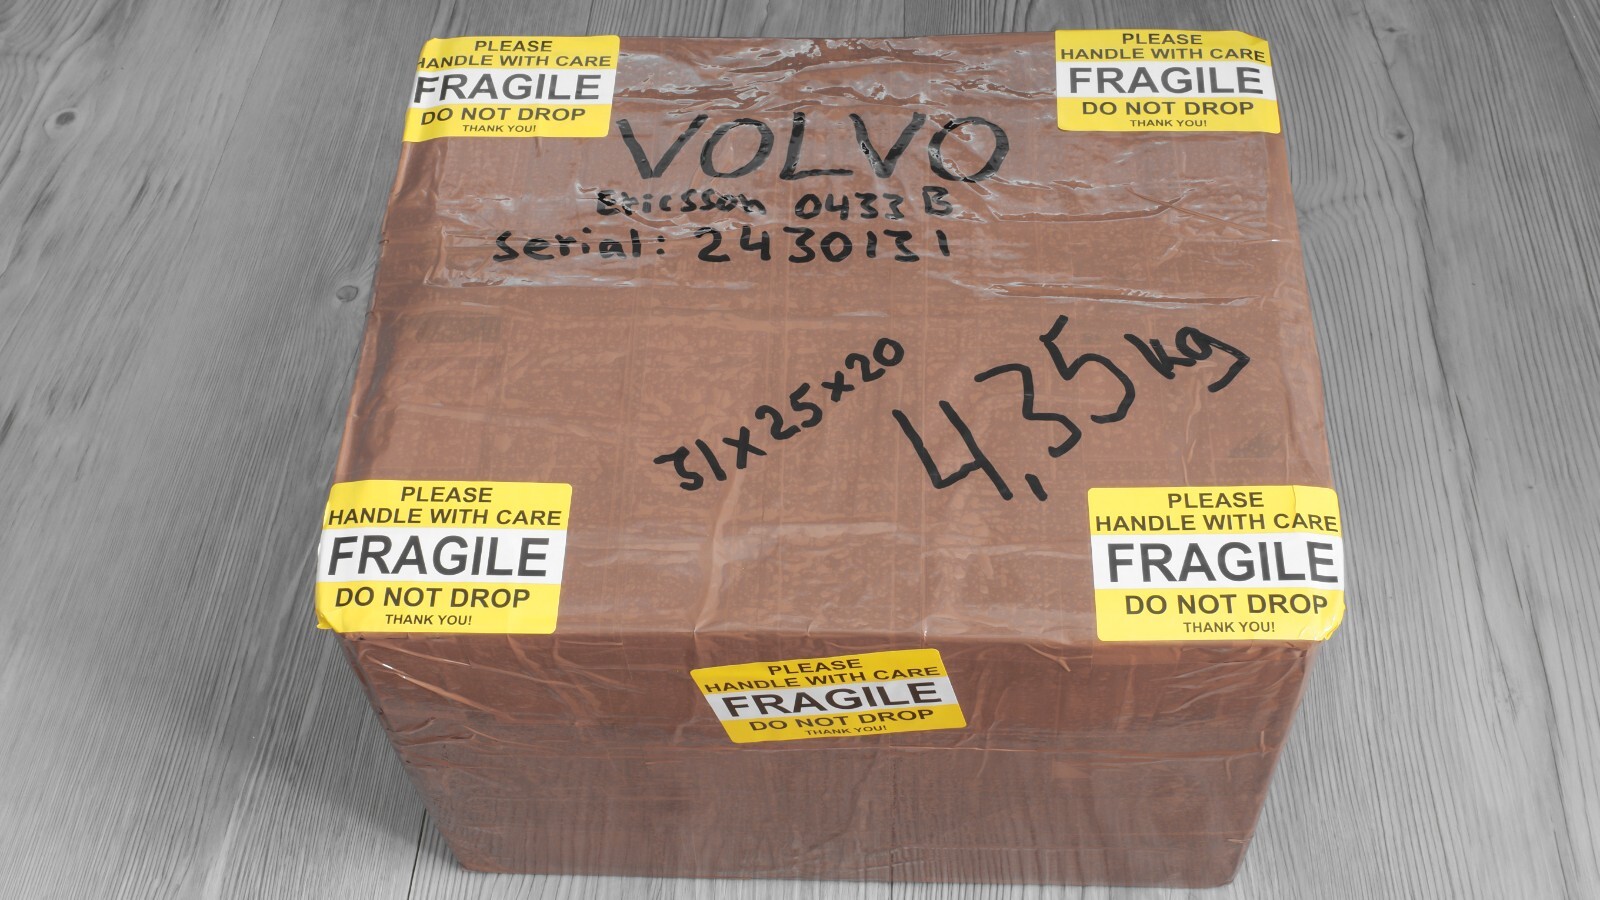 PLEASE
HANDLE WITH CARE
FRAGILE
DO NOT DROP
THANK YOU!
PLEASE
HANDLE WITH CARE
FRAGILE
DO NOT DROP
THANK YOU!
VOLVO
Ericsson 0433 B
Serial: 2430131
31x25x20
4,35 kg
PLEASE
HANDLE WITH CARE
FRAGILE
DO NOT DROP
THANK YOU!
PLEASE
HANDLE WITH CARE
FRAGILE
DO NOT DROP
THANK YOU!
PLEASE
HANDLE WITH CARE
FRAGILE
DO NOT DROP
THANK YOU!